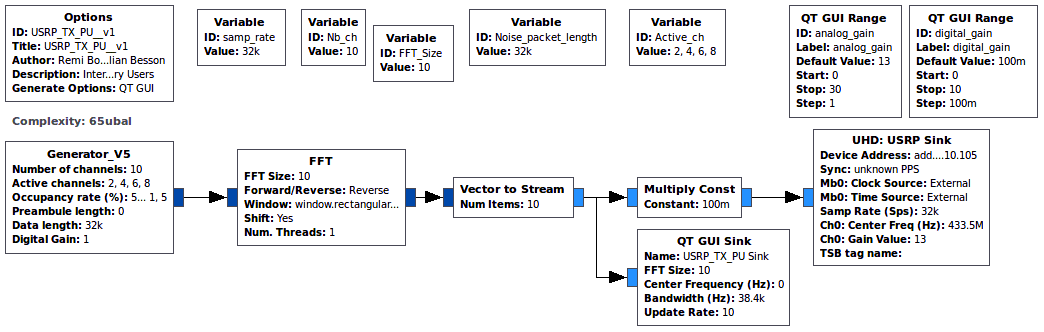 Options
ID: USRP_TX_PU__v1
Title: USRP_TX_PU__v1
Author: Remi Bo...lian Besson
Description: Inter...ry Users
Generate Options: QT GUI
Variable
ID: samp_rate
Value: 32k
Variable
ID: Nb_ch
Value: 10
Variable
ID: FFT_Size
Value: 10
Variable
ID: Noise_packet_length
Value: 32k
Variable
ID: Active_ch
Value: 2, 4, 6, 8
QT GUI Range
ID: analog_gain
Label: analog_gain
Default Value: 13
Start: 0
Stop: 30
Step: 1
QT GUI Range
ID: digital_gain
Label: digital_gain
Default Value: 100m
Start: 0
Stop: 10
Step: 100m
Complexity: 65ubal
Generator_V5
Number of channels: 10
Active channels: 2, 4, 6, 8
Occupancy rate (%): 5... 1, 5
Preambule length: 0
Data length: 32k
Digital Gain: 1
FFT
FFT Size: 10
Forward/Reverse: Reverse
Window: window.rectangular...
Shift: Yes
Num. Threads: 1
Vector to Stream
Num Items: 10
Multiply Const
Constant: 100m
QT GUI Sink
Name: USRP_TX_PU Sink
FFT Size: 10
Center Frequency (Hz): 0
Bandwidth (Hz): 38.4k
Update Rate: 10
UHD: USRP Sink
Device Address: add....10.105
Sync: unknown PPS
Mb0: Clock Source: External
Mb0: Time Source: External
Samp Rate (Sps): 32k
Ch0: Center Freq (Hz): 433.5M
Ch0: Gain Value: 13
TSB tag name: